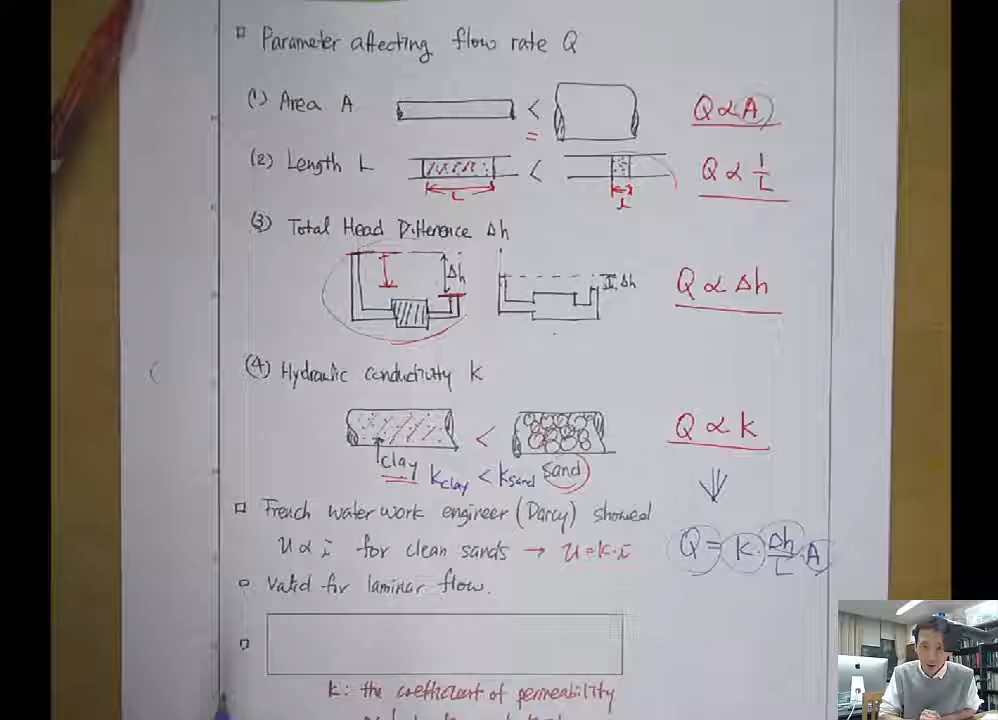 Parameter affecting flow rate Q
(1) Area A < = Q ∝ A
(2) Length L < Q ∝ 1/L
L L
(3) Total Head Difference Δh
Δh Δh Q ∝ Δh
(4) Hydraulic conductivity k
< Q ∝ k
clay kclay < ksand sand
French water work engineer (Darcy) showed
u ∝ i for clean sands → u = k·i
Q = k · Δh/L · A
Valid for laminar flow.
k: the coefficient of permeability